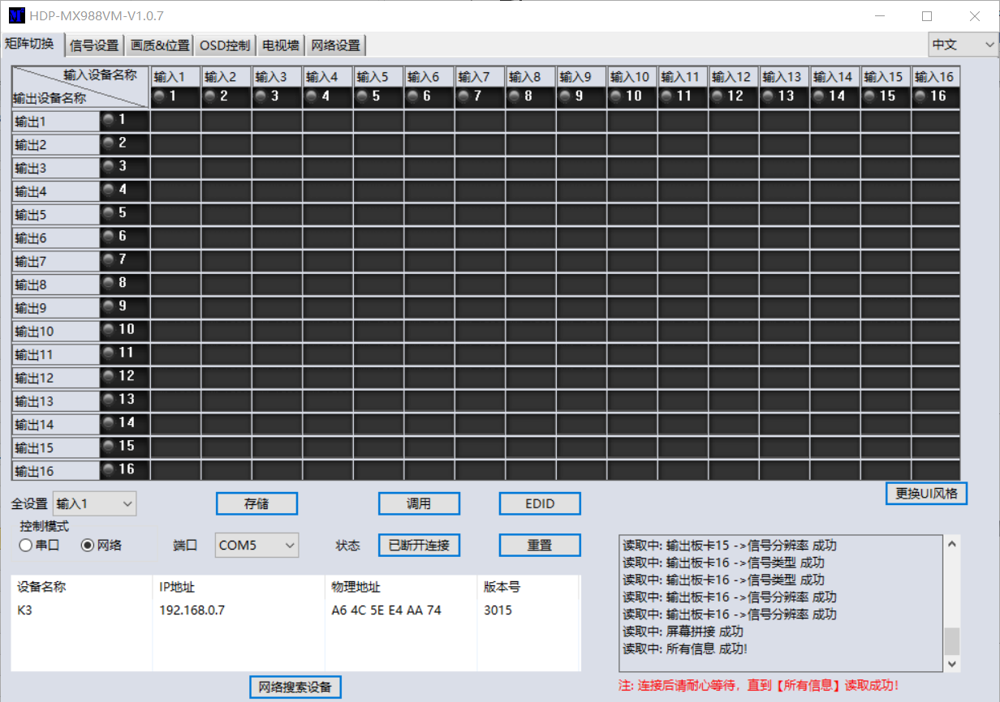 HDP-MX988VM-V1.0.7
矩阵切换 信号设置 画质&位置 OSD控制 电视墙 网络设置 中文
输入设备名称 输入1 输入2 输入3 输入4 输入5 输入6 输入7 输入8 输入9 输入10 输入11 输入12 输入13 输入14 输入15 输入16
输出设备名称 1 2 3 4 5 6 7 8 9 10 11 12 13 14 15 16
输出1 1
输出2 2
输出3 3
输出4 4
输出5 5
输出6 6
输出7 7
输出8 8
输出9 9
输出10 10
输出11 11
输出12 12
输出13 13
输出14 14
输出15 15
输出16 16
全设置 输入1 存储 调用 EDID 更换UI风格
控制模式
串口 网络 端口 COM5 状态 已断开连接 重置
设备名称 IP地址 物理地址 版本号
K3 192.168.0.7 A6 4C 5E E4 AA 74 3015
网络搜索设备
读取中: 输出板卡15 ->信号分辨率 成功
读取中: 输出板卡16 ->信号类型 成功
读取中: 输出板卡16 ->信号类型 成功
读取中: 输出板卡16 ->信号分辨率 成功
读取中: 输出板卡16 ->信号分辨率 成功
读取中: 屏幕拼接 成功
读取中: 所有信息 成功!
注: 连接后请耐心等待，直到【所有信息】读取成功!